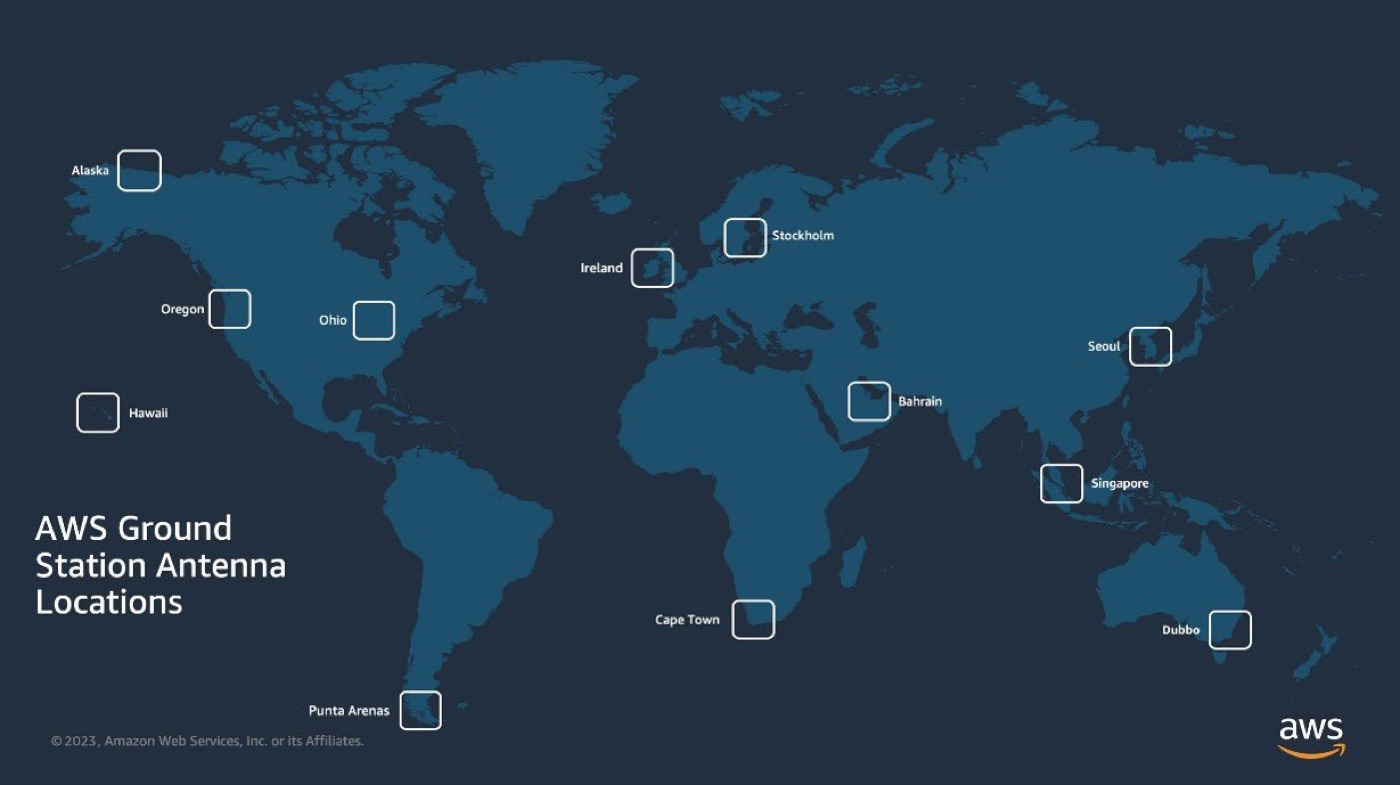 Alaska
Stockholm
Ireland
Oregon
Ohio
Seoul
Bahrain
Hawaii
Singapore
AWS Ground
Station Antenna
Locations
Cape Town
Dubbo
Punta Arenas
© 2023, Amazon Web Services, Inc. or its Affiliates.
aws